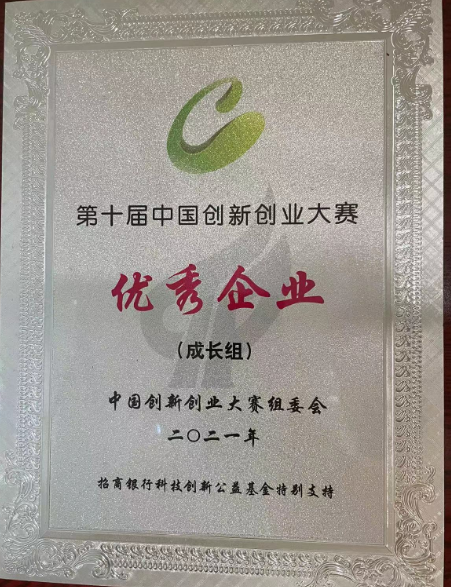 第十届中国创新创业大赛
优秀企业
（成长组）
中国创新创业大赛组委会
二〇二一年
招商银行科技创新公益基金特别支持